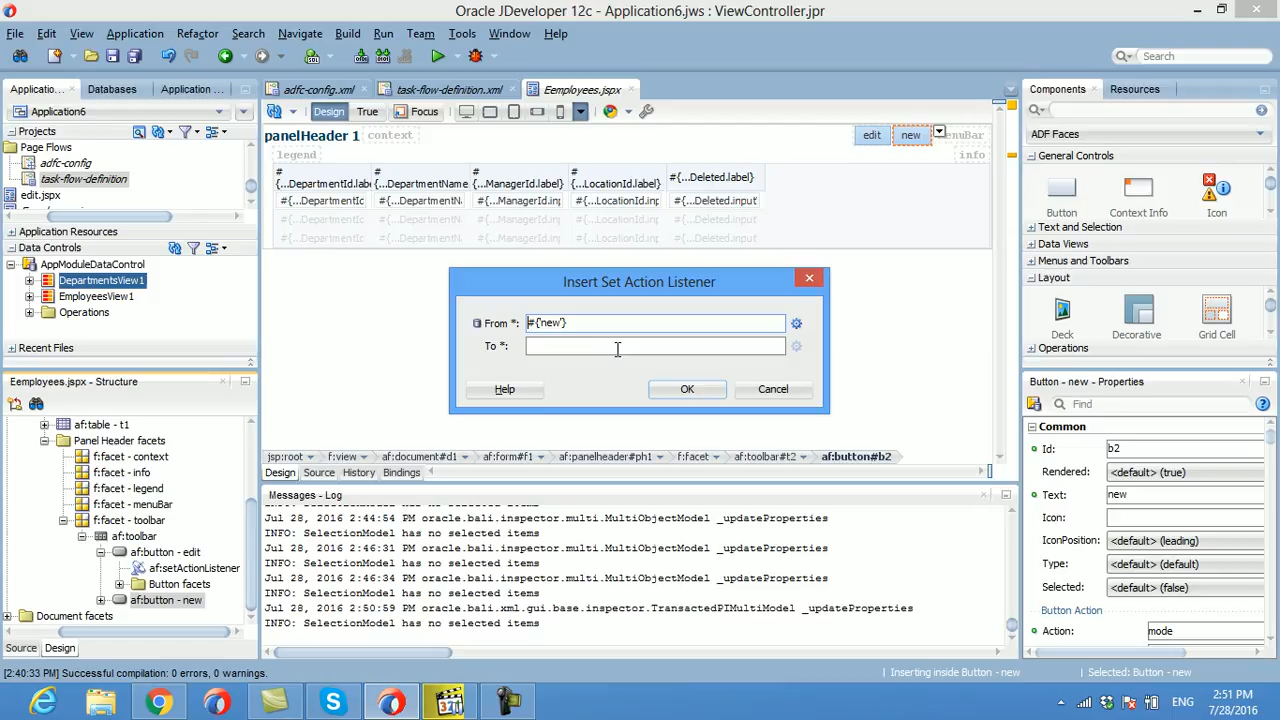 Oracle JDeveloper 12c - Application6.jws : ViewController.jpr
File Edit View Application Refactor Search Navigate Build Run Team Tools Window Help
Search
Applicatio... Databases Application ...
adfc-config.xml task-flow-definition.xml Eemployees.jspx
Components Resources
Application6
Design True Focus
Projects
Page Flows
adfc-config
task-flow-definition
edit.jspx
Application Resources
Data Controls
AppModuleDataControl
DepartmentsView1
EmployeesView1
Operations
Recent Files
panelHeader 1 context edit new
legend info
#{...DepartmentName
#{...ManagerId.label}
#{...LocationId.label}
#{...Deleted.label}
#{...ManagerId.inp
#{...LocationId.inp
#{...Deleted.input
Insert Set Action Listener
From *: #{'new'}
To *:
Help OK Cancel
ADF Faces
General Controls
Button Context Info Icon
Text and Selection
Data Views
Menus and Toolbars
Layout
Deck Decorative Grid Cell
Operations
Eemployees.jspx - Structure
af:table - t1
Panel Header facets
f:facet - context
f:facet - info
f:facet - legend
f:facet - menuBar
f:facet - toolbar
af:toolbar
af:button - edit
af:setActionListener
Button facets
af:button - new
Document facets
Source Design
jsp:root f:view af:document#d1 af:form#f1 af:panelheader#ph1 f:facet af:toolbar#t2 af:button#b2
Design Source History Bindings
Messages - Log
Jul 28, 2016 2:44:54 PM oracle.bali.inspector.multi.MultiObjectModel _updateProperties
INFO: SelectionModel has no selected items
Jul 28, 2016 2:46:31 PM oracle.bali.inspector.multi.MultiObjectModel _updateProperties
INFO: SelectionModel has no selected items
Jul 28, 2016 2:46:34 PM oracle.bali.inspector.multi.MultiObjectModel _updateProperties
INFO: SelectionModel has no selected items
Jul 28, 2016 2:50:59 PM oracle.bali.xml.gui.base.inspector.TransactedPIMultiModel _updateProperties
INFO: SelectionModel has no selected items
Button - new - Properties
Find
Common
Id: b2
Rendered: <default> (true)
Text: new
Icon:
IconPosition: <default> (leading)
Type: <default> (default)
Selected: <default> (false)
Button Action
Action: mode
[2:40:33 PM] Successful compilation: 0 errors, 0 warnings.
Inserting inside Button - new Selected: Button - new
ENG
2:51 PM
7/28/2016